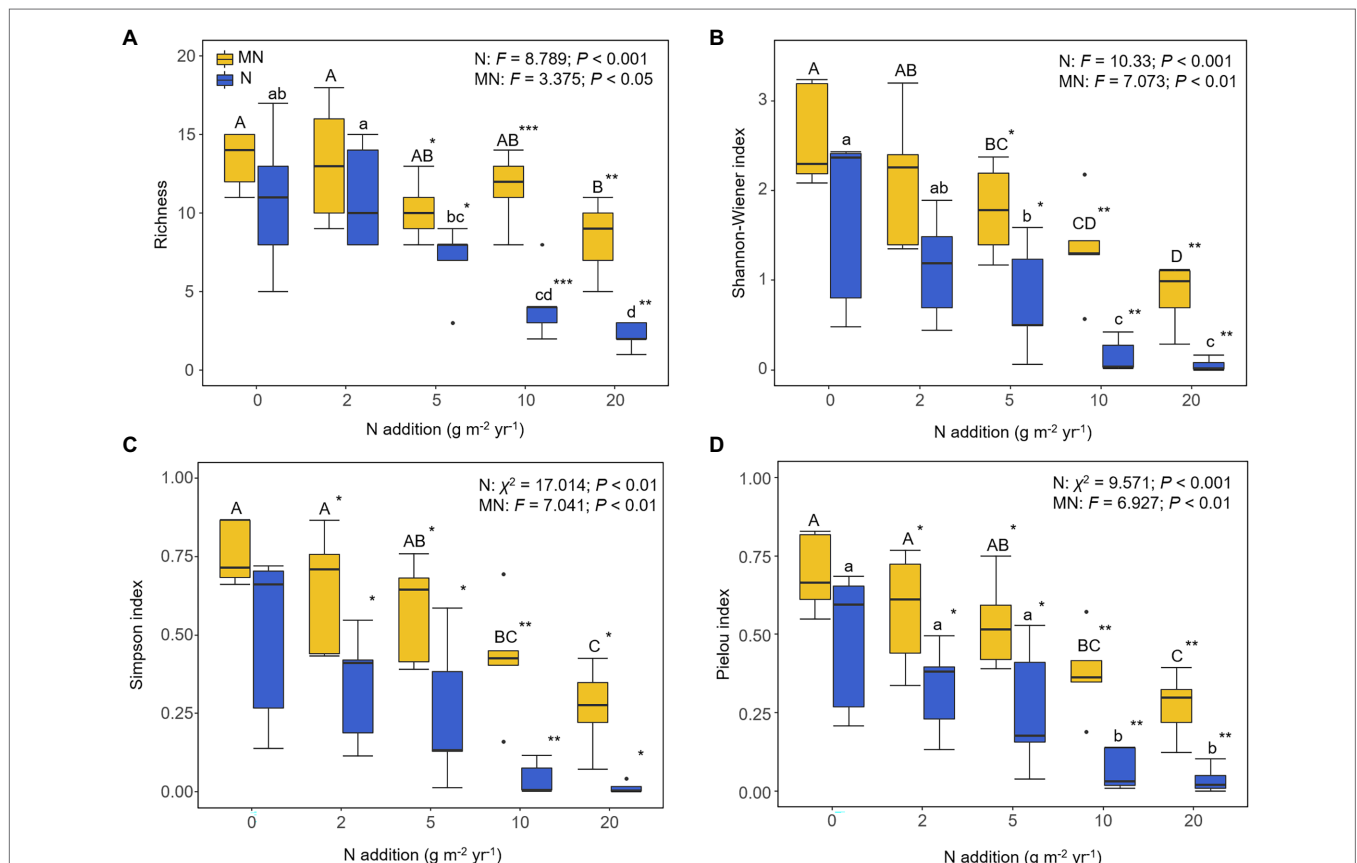 A
20
15
10
5
0
Richness
MN
N
N: F = 8.789; P < 0.001
MN: F = 3.375; P < 0.05
A
ab
A
a
AB *
bc *
AB ***
cd ***
B **
d **
0 2 5 10 20
N addition (g m-2 yr-1)
B
3
2
1
0
Shannon-Wiener index
N: F = 10.33; P < 0.001
MN: F = 7.073; P < 0.01
A
a
AB
ab
BC *
b *
CD **
c **
D **
c **
0 2 5 10 20
N addition (g m-2 yr-1)
C
1.00
0.75
0.50
0.25
0.00
Simpson index
N: χ2 = 17.014; P < 0.01
MN: F = 7.041; P < 0.01
A
A *
*
AB *
*
BC **
**
C *
*
0 2 5 10 20
N addition (g m-2 yr-1)
D
1.00
0.75
0.50
0.25
0.00
Pielou index
N: χ2 = 9.571; P < 0.001
MN: F = 6.927; P < 0.01
A
a
A *
a *
AB *
a *
BC **
b **
C **
b **
0 2 5 10 20
N addition (g m-2 yr-1)